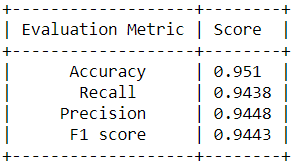 +-------------------+--------+
| Evaluation Metric | Score  |
+-------------------+--------+
|      Accuracy     | 0.951  |
|       Recall      | 0.9438 |
|     Precision     | 0.9448 |
|      F1 score     | 0.9443 |
+-------------------+--------+